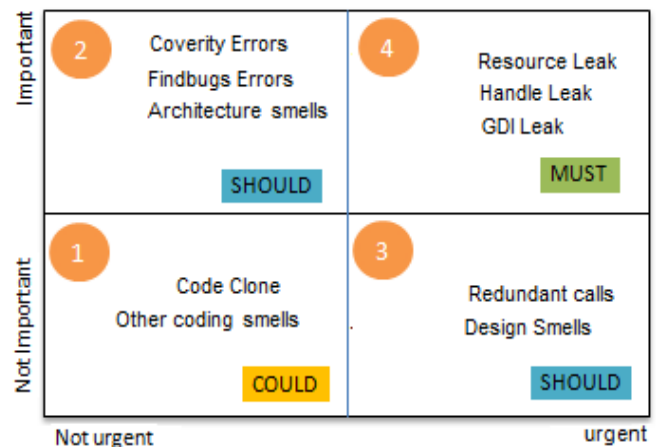 Important
2
Coverity Errors
Findbugs Errors
Architecture smells
SHOULD
4
Resource Leak
Handle Leak
GDI Leak
MUST
Not Important
1
Code Clone
Other coding smells
COULD
3
Redundant calls
Design Smells
SHOULD
Not urgent
urgent